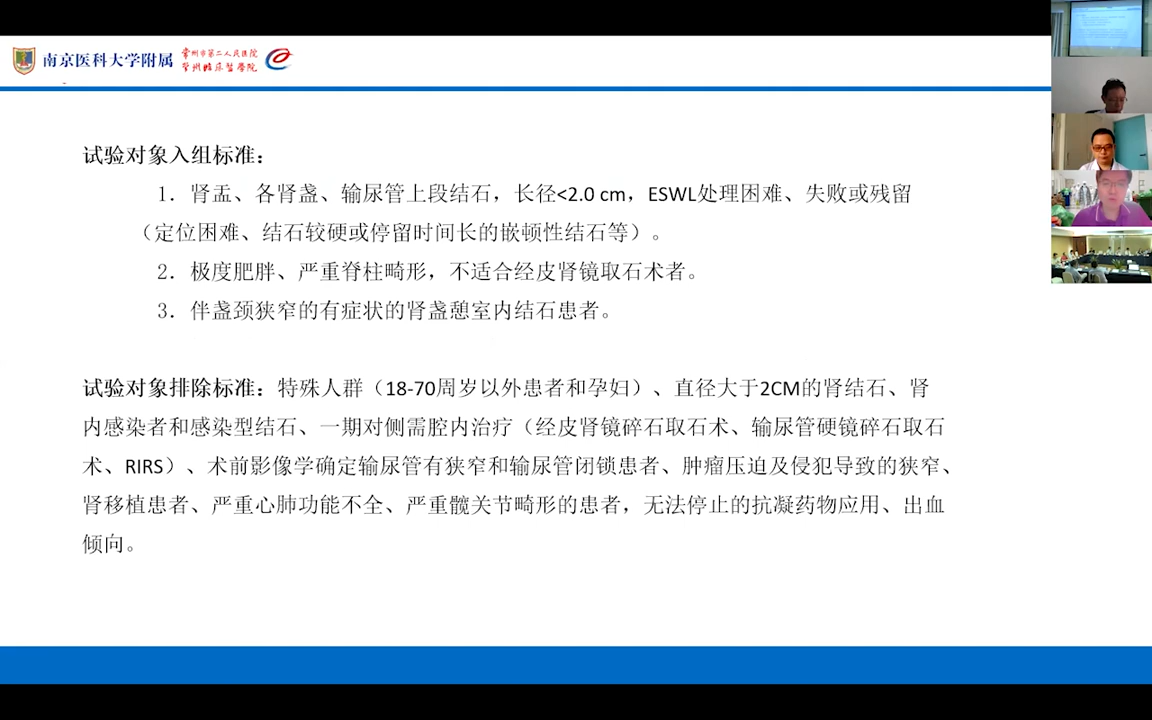 南京医科大学附属
常州市第二人民医院
常州临床医学院
试验对象入组标准：
1. 肾盂、各肾盏、输尿管上段结石，长径<2.0 cm，ESWL处理困难、失败或残留
（定位困难、结石较硬或停留时间长的嵌顿性结石等）。
2. 极度肥胖、严重脊柱畸形，不适合经皮肾镜取石术者。
3. 伴盏颈狭窄的有症状的肾盏憩室内结石患者。
试验对象排除标准：特殊人群（18-70周岁以外患者和孕妇）、直径大于2CM的肾结石、肾
内感染者和感染型结石、一期对侧需腔内治疗（经皮肾镜碎石取石术、输尿管硬镜碎石取石
术、RIRS）、术前影像学确定输尿管有狭窄和输尿管闭锁患者、肿瘤压迫及侵犯导致的狭窄、
肾移植患者、严重心肺功能不全、严重髋关节畸形的患者，无法停止的抗凝药物应用、出血
倾向。